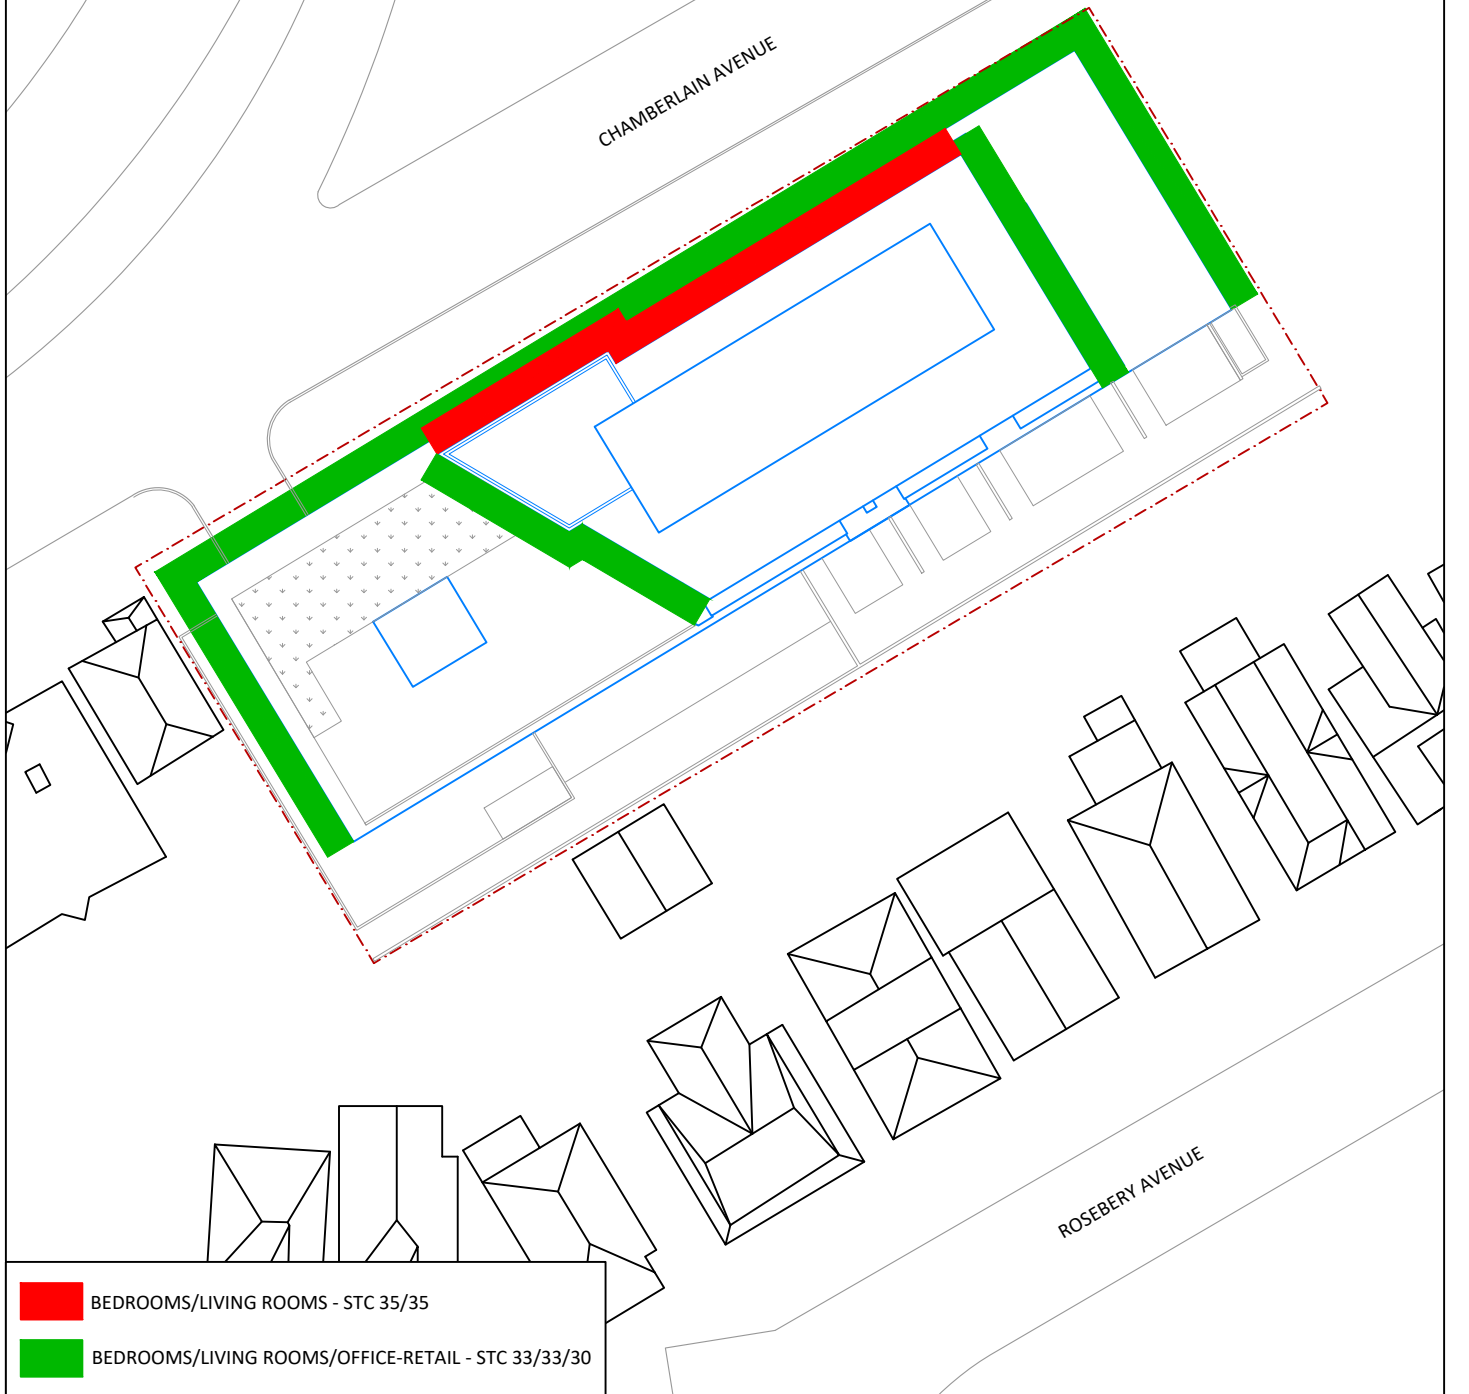 CHAMBERLAIN AVENUE
ROSEBERY AVENUE
BEDROOMS/LIVING ROOMS - STC 35/35
BEDROOMS/LIVING ROOMS/OFFICE-RETAIL - STC 33/33/30